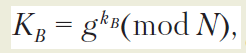 K_B = g^{k_B}(mod N),